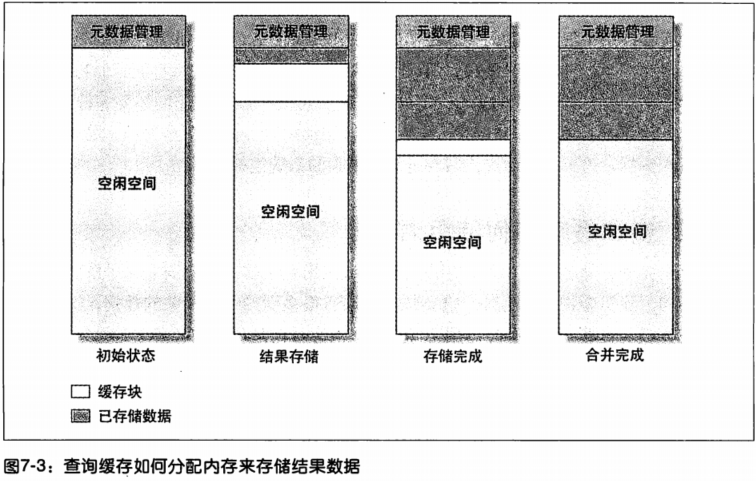 元数据管理 元数据管理 元数据管理 元数据管理
空闲空间 空闲空间 空闲空间 空闲空间
初始状态 结果存储 存储完成 合并完成
缓存块
已存储数据
图7-3：查询缓存如何分配内存来存储结果数据